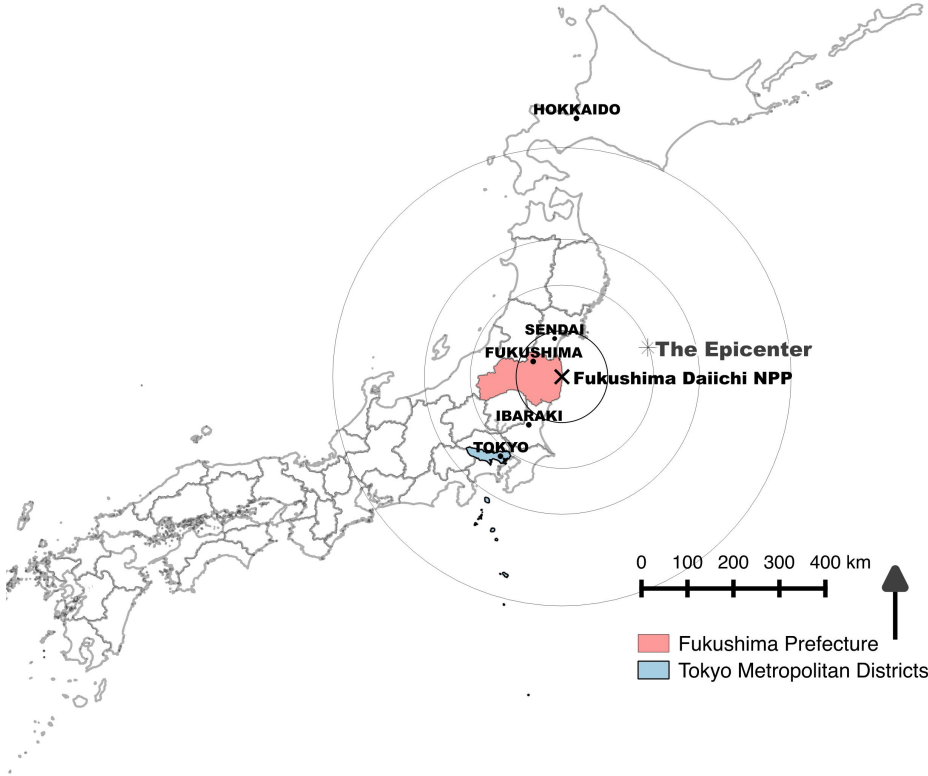 HOKKAIDO
SENDAI
The Epicenter
FUKUSHIMA
Fukushima Daiichi NPP
IBARAKI
TOKYO
0 100 200 300 400 km
Fukushima Prefecture
Tokyo Metropolitan Districts